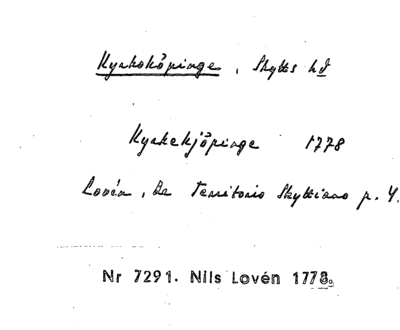 Kyrkoköpinge, Skytts hd
Kyrkekjöpinge 1778
Lovén, De Territorio Skyttiano p. 4.
Nr 7291. Nils Lovén 1778.